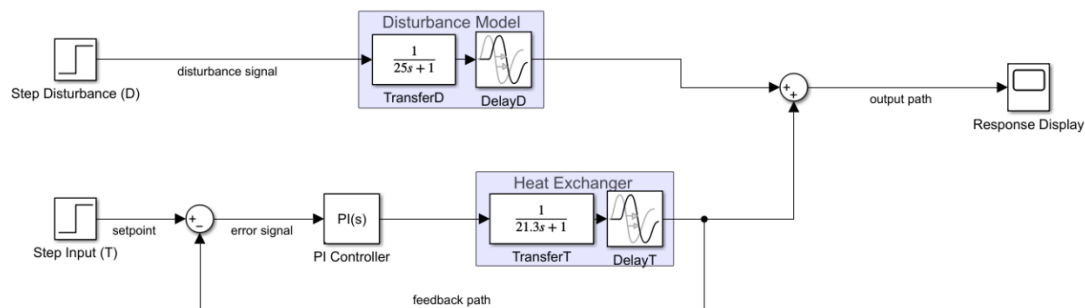 Disturbance Model
1
25s + 1
TransferD
DelayD
disturbance signal
Step Disturbance (D)
+
+
output path
Response Display
Heat Exchanger
1
21.3s + 1
TransferT
DelayT
PI(s)
PI Controller
+
−
setpoint
error signal
Step Input (T)
feedback path